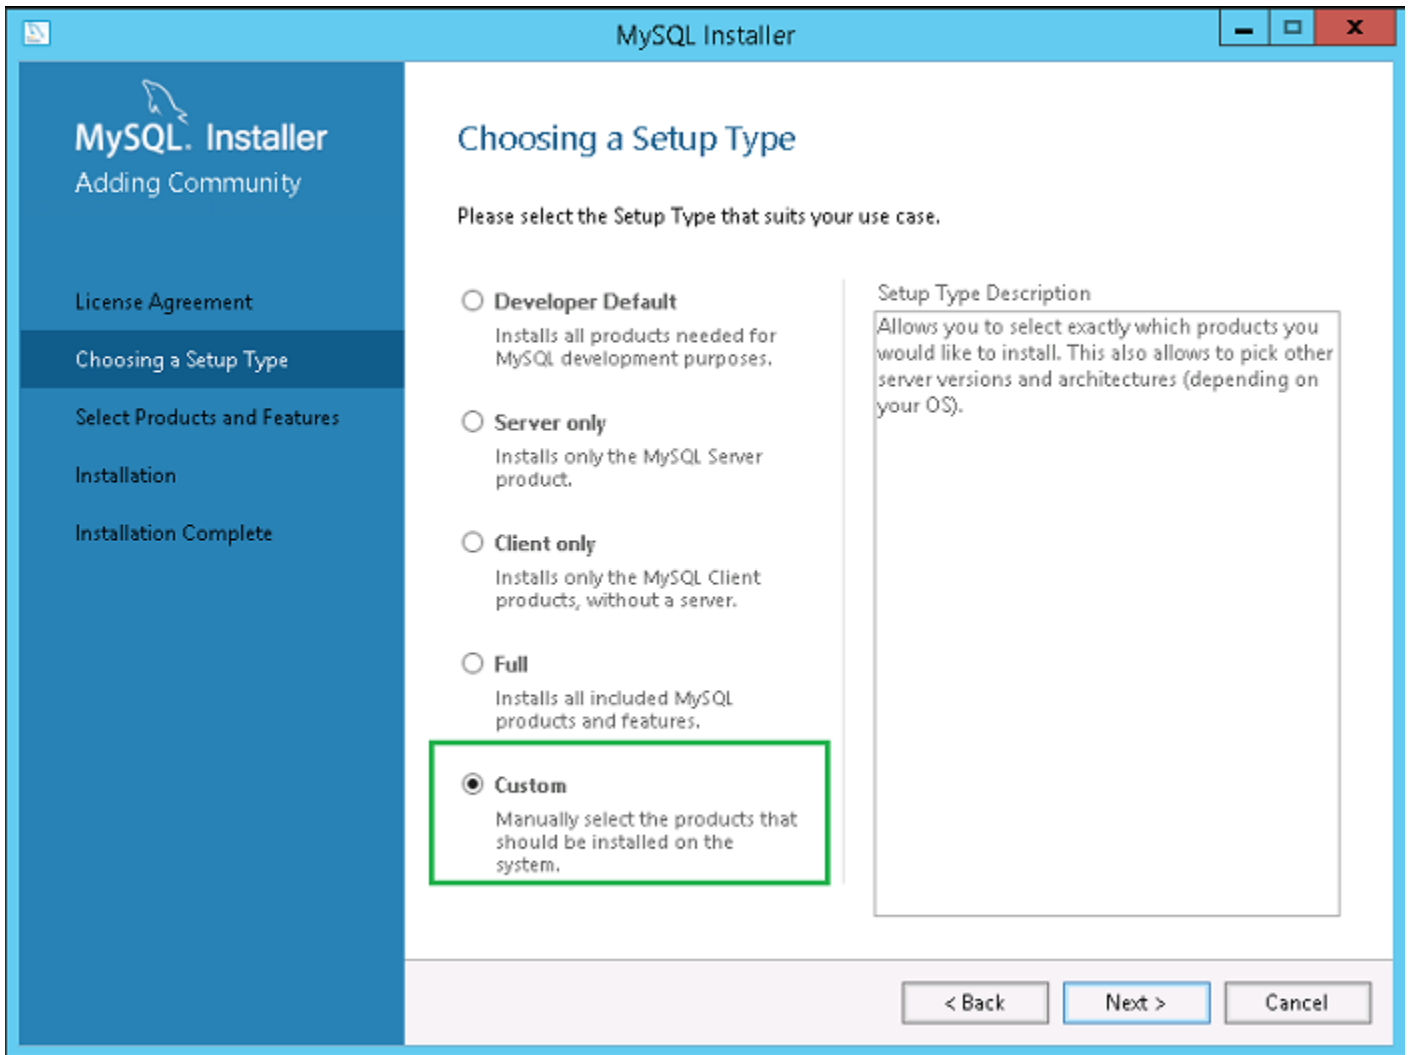 MySQL Installer
MySQL. Installer
Adding Community
License Agreement
Choosing a Setup Type
Select Products and Features
Installation
Installation Complete
Choosing a Setup Type
Please select the Setup Type that suits your use case.
Developer Default
Installs all products needed for
MySQL development purposes.
Server only
Installs only the MySQL Server
product.
Client only
Installs only the MySQL Client
products, without a server.
Full
Installs all included MySQL
products and features.
Custom
Manually select the products that
should be installed on the
system.
Setup Type Description
Allows you to select exactly which products you
would like to install. This also allows to pick other
server versions and architectures (depending on
your OS).
< Back
Next >
Cancel